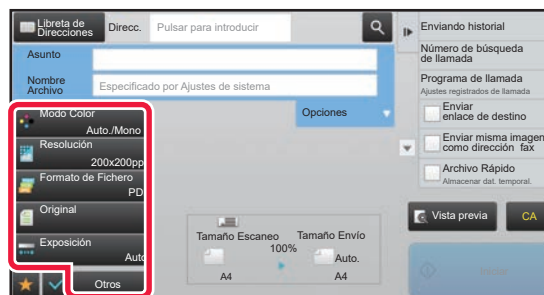 Libreta de
Direcciones
Direcc.
Pulsar para introducir
Asunto
Nombre
Archivo
Especificado por Ajustes de sistema
Opciones
Modo Color
Auto./Mono
Resolución
200x200pp
Formato de Fichero
PD
Original
Exposición
Auto
Otros
Tamaño Escaneo
100%
Tamaño Envío
Auto.
A4
A4
Enviando historial
Número de búsqueda
de llamada
Programa de llamada
Ajustes registrados de llamada
Enviar
enlace de destino
Enviar misma imagen
como dirección fax
Archivo Rápido
Almacenar dat. temporal.
Vista previa
CA